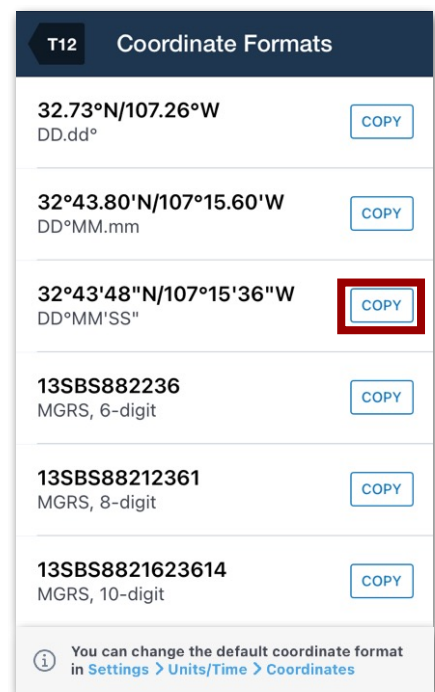 T12 Coordinate Formats
32.73°N/107.26°W
COPY
DD.dd°
32°43.80'N/107°15.60'W
COPY
DD°MM.mm
32°43'48"N/107°15'36"W
COPY
DD°MM'SS"
13SBS882236
COPY
MGRS, 6-digit
13SBS88212361
COPY
MGRS, 8-digit
13SBS8821623614
COPY
MGRS, 10-digit
You can change the default coordinate format
in Settings > Units/Time > Coordinates